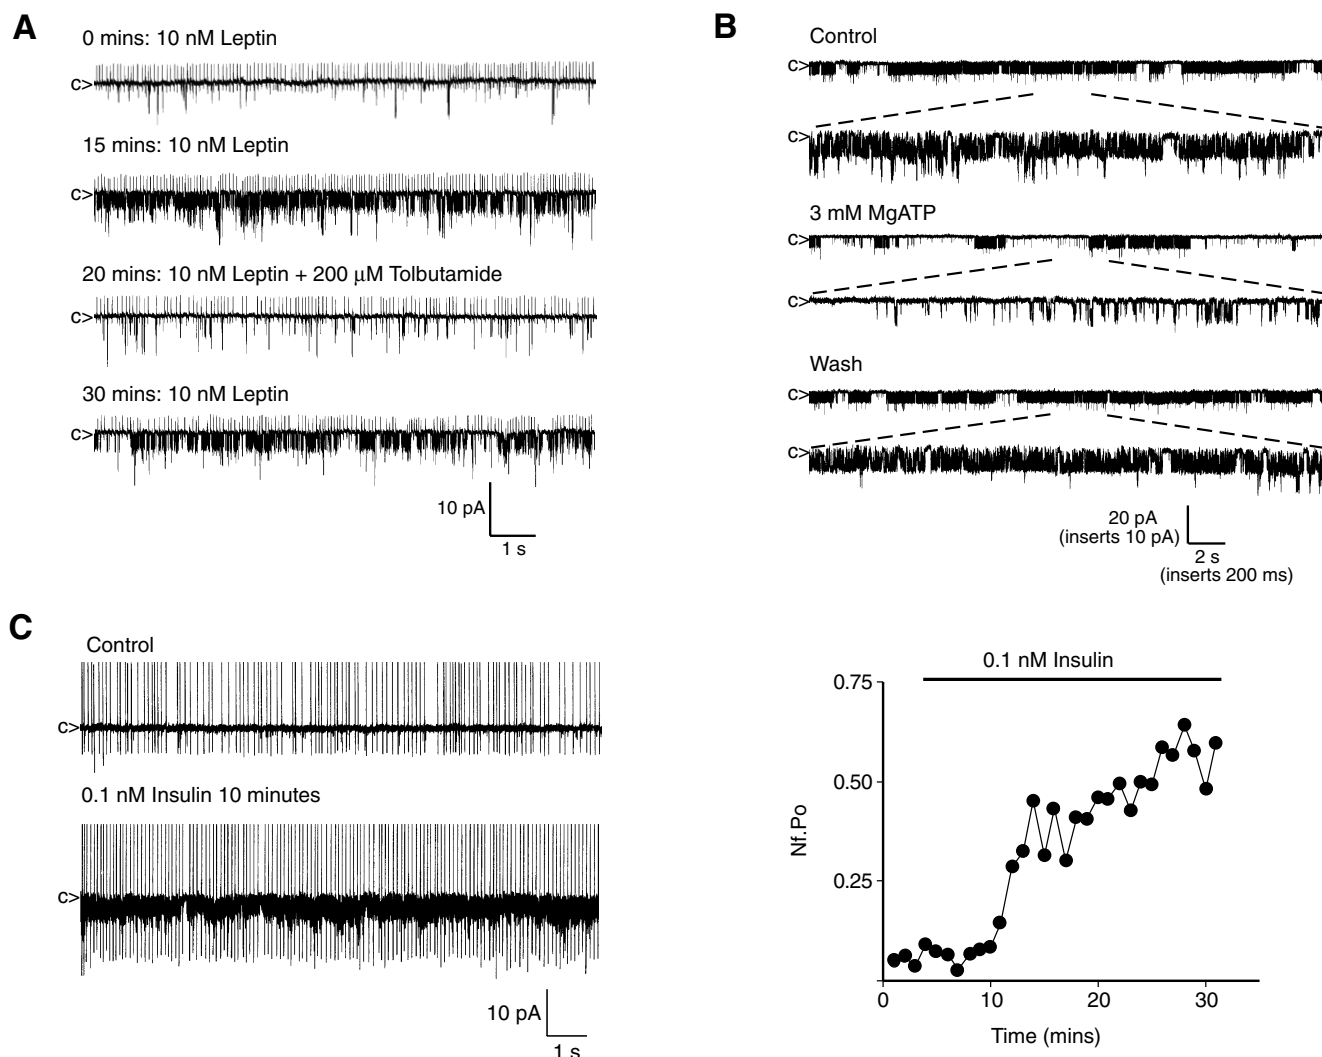 A
0 mins: 10 nM Leptin
c>
15 mins: 10 nM Leptin
c>
20 mins: 10 nM Leptin + 200 µM Tolbutamide
c>
30 mins: 10 nM Leptin
c>
10 pA
1 s
B
Control
c>
c>
3 mM MgATP
c>
c>
Wash
c>
c>
20 pA
(inserts 10 pA)
2 s
(inserts 200 ms)
C
Control
c>
0.1 nM Insulin 10 minutes
c>
10 pA
1 s
0.1 nM Insulin
0.75
0.50
0.25
Nf.Po
0 10 20 30
Time (mins)